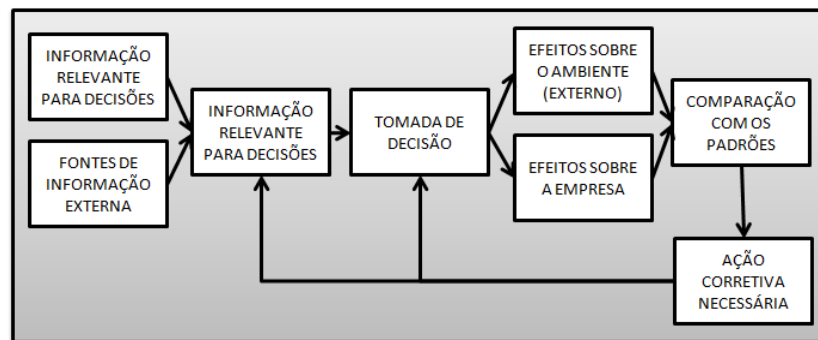 INFORMAÇÃO
RELEVANTE
PARA DECISÕES
FONTES DE
INFORMAÇÃO
EXTERNA
INFORMAÇÃO
RELEVANTE
PARA DECISÕES
TOMADA DE
DECISÃO
EFEITOS SOBRE
O AMBIENTE
(EXTERNO)
EFEITOS SOBRE
A EMPRESA
COMPARAÇÃO
COM OS
PADRÕES
AÇÃO
CORRETIVA
NECESSÁRIA